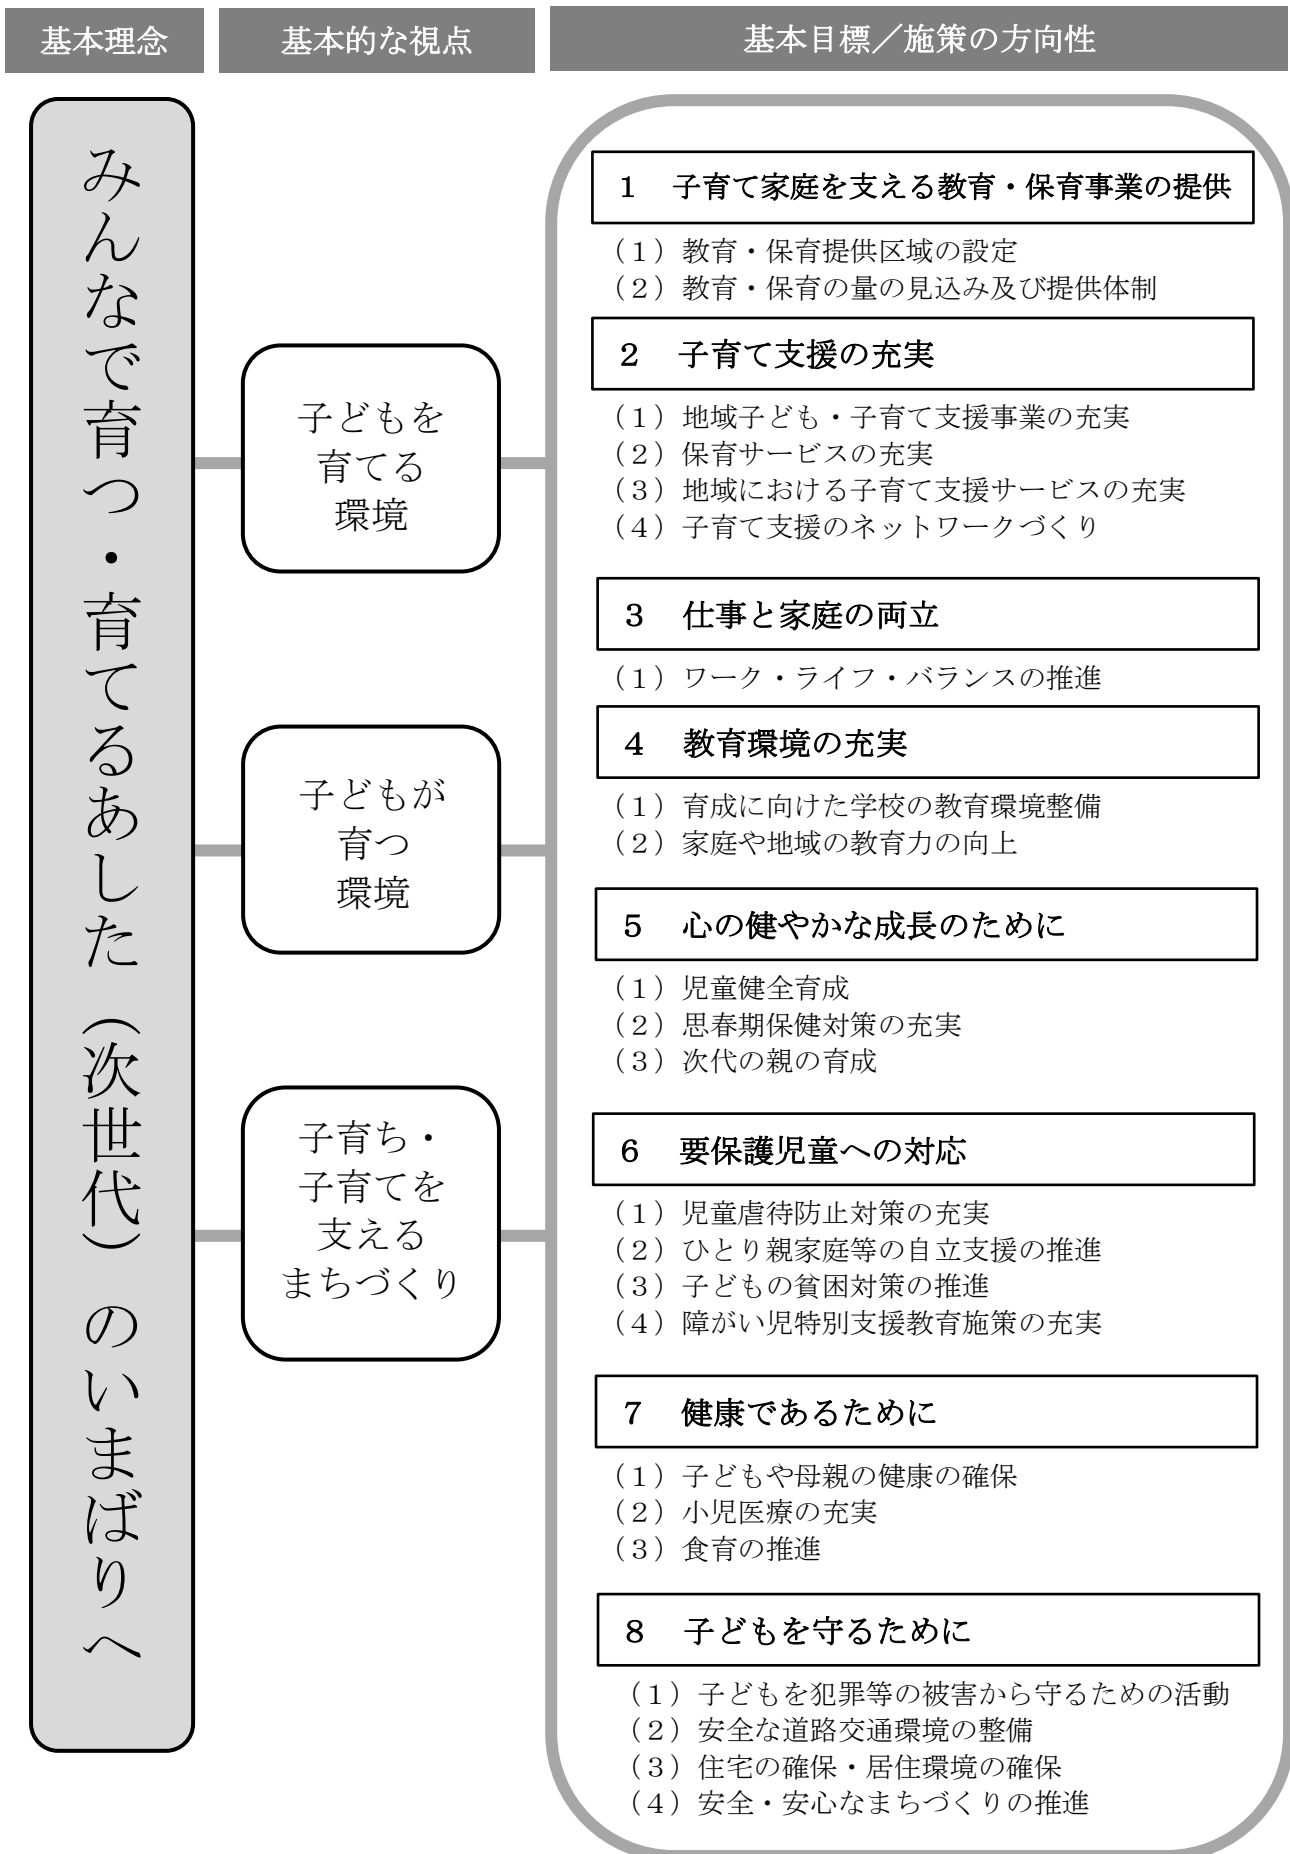 基本理念
基本的な視点
基本目標／施策の方向性
みんなで育つ・育てるあした（次世代）のいまばりへ
子どもを
育てる
環境
子どもが
育つ
環境
子育ち・
子育てを
支える
まちづくり
１　子育て家庭を支える教育・保育事業の提供
（１）教育・保育提供区域の設定
（２）教育・保育の量の見込み及び提供体制
２　子育て支援の充実
（１）地域子ども・子育て支援事業の充実
（２）保育サービスの充実
（３）地域における子育て支援サービスの充実
（４）子育て支援のネットワークづくり
３　仕事と家庭の両立
（１）ワーク・ライフ・バランスの推進
４　教育環境の充実
（１）育成に向けた学校の教育環境整備
（２）家庭や地域の教育力の向上
５　心の健やかな成長のために
（１）児童健全育成
（２）思春期保健対策の充実
（３）次代の親の育成
６　要保護児童への対応
（１）児童虐待防止対策の充実
（２）ひとり親家庭等の自立支援の推進
（３）子どもの貧困対策の推進
（４）障がい児特別支援教育施策の充実
７　健康であるために
（１）子どもや母親の健康の確保
（２）小児医療の充実
（３）食育の推進
８　子どもを守るために
（１）子どもを犯罪等の被害から守るための活動
（２）安全な道路交通環境の整備
（３）住宅の確保・居住環境の確保
（４）安全・安心なまちづくりの推進